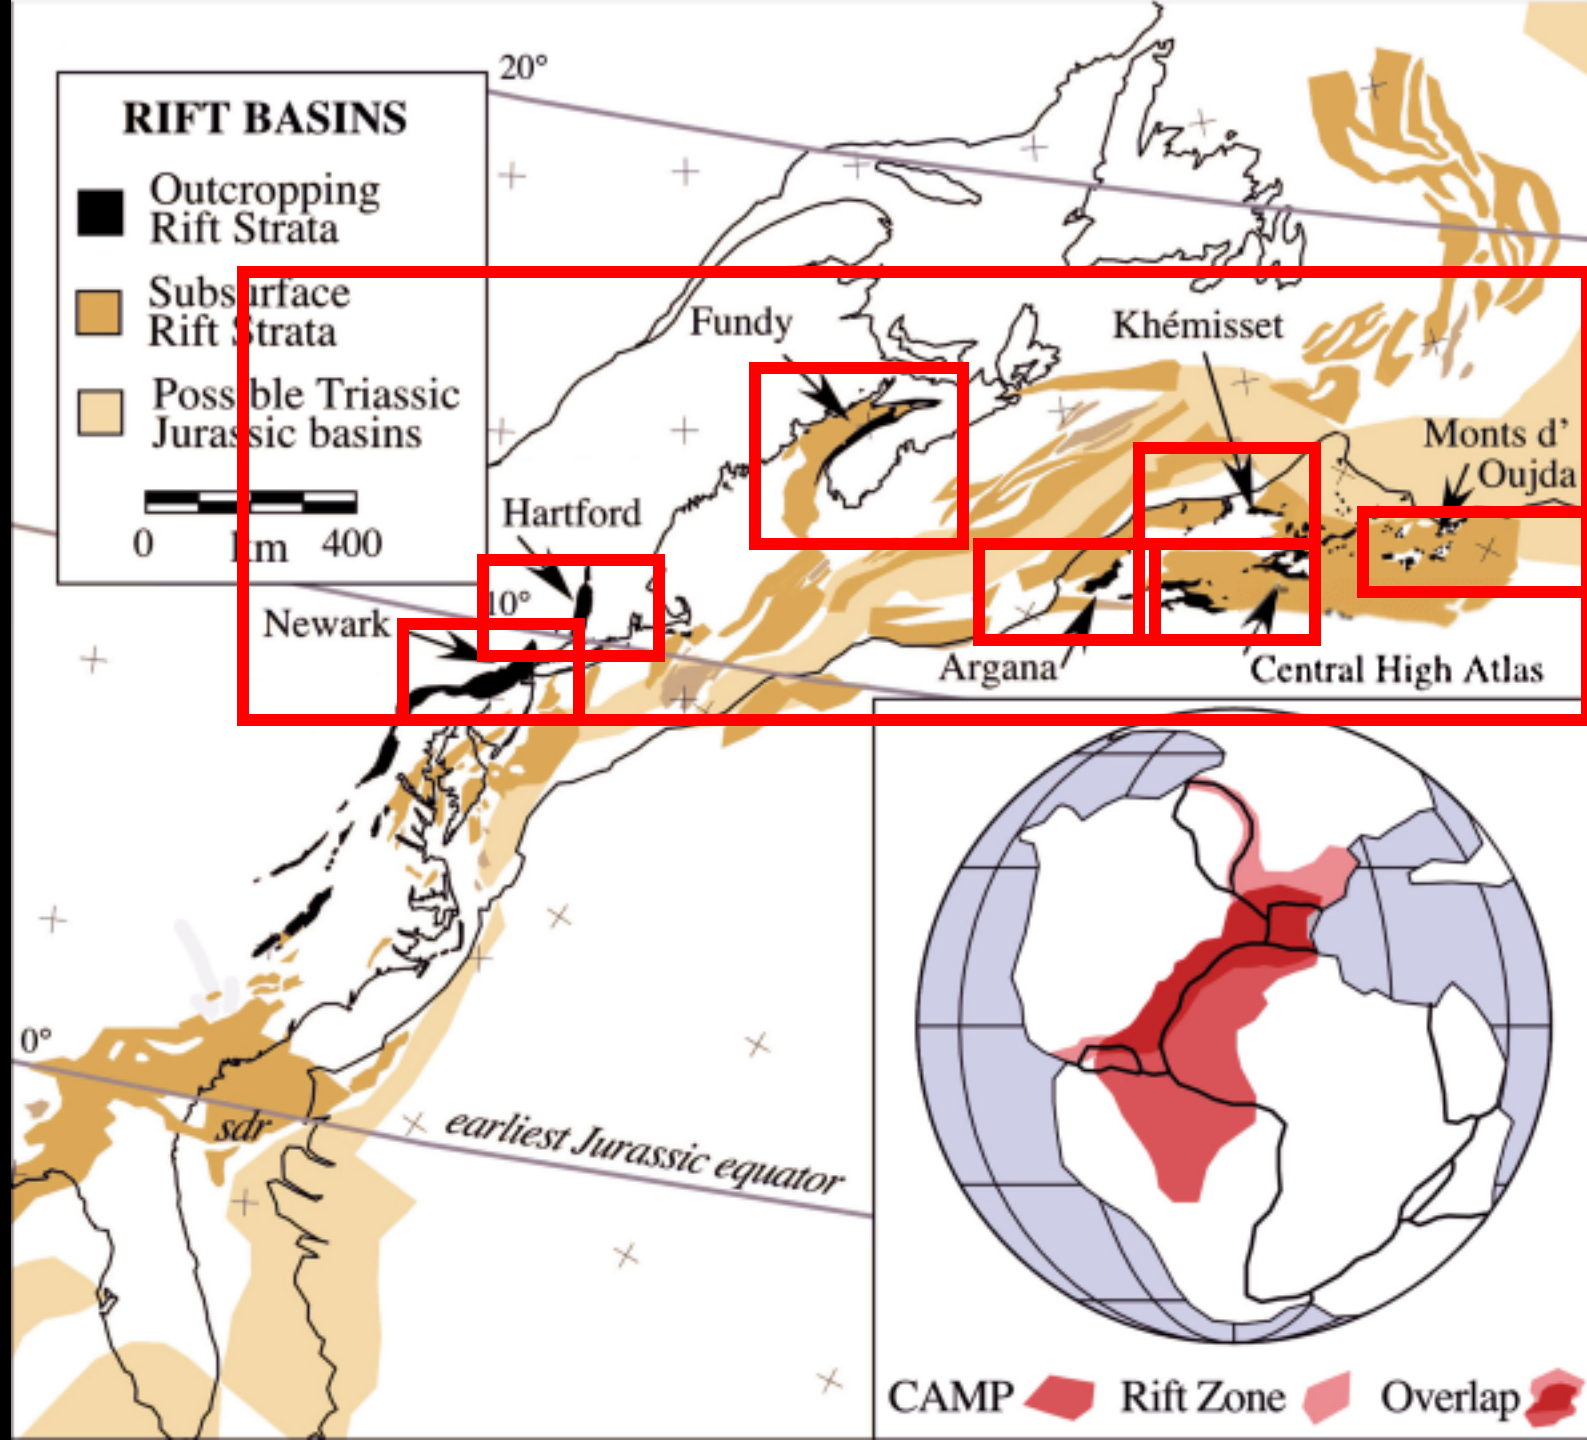 20°
RIFT BASINS
Outcropping
Rift Strata
Subsurface
Rift Strata
Possible Triassic
Jurassic basins
0 km 400
Fundy
Khémisset
Monts d'
Oujda
Hartford
10°
Newark
Argana
Central High Atlas
0°
sdr
earliest Jurassic equator
CAMP Rift Zone Overlap